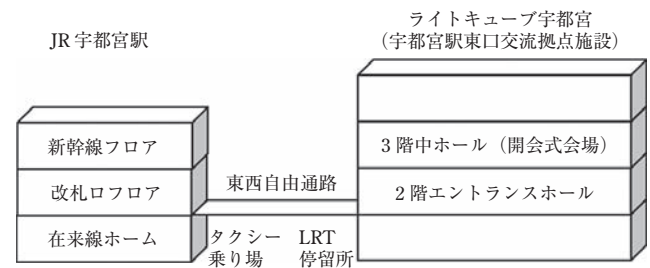 JR宇都宮駅
ライトキューブ宇都宮
（宇都宮駅東口交流拠点施設）
新幹線フロア
改札口フロア
在来線ホーム
東西自由通路
タクシー
乗り場
LRT
停留所
3階中ホール（開会式会場）
2階エントランスホール